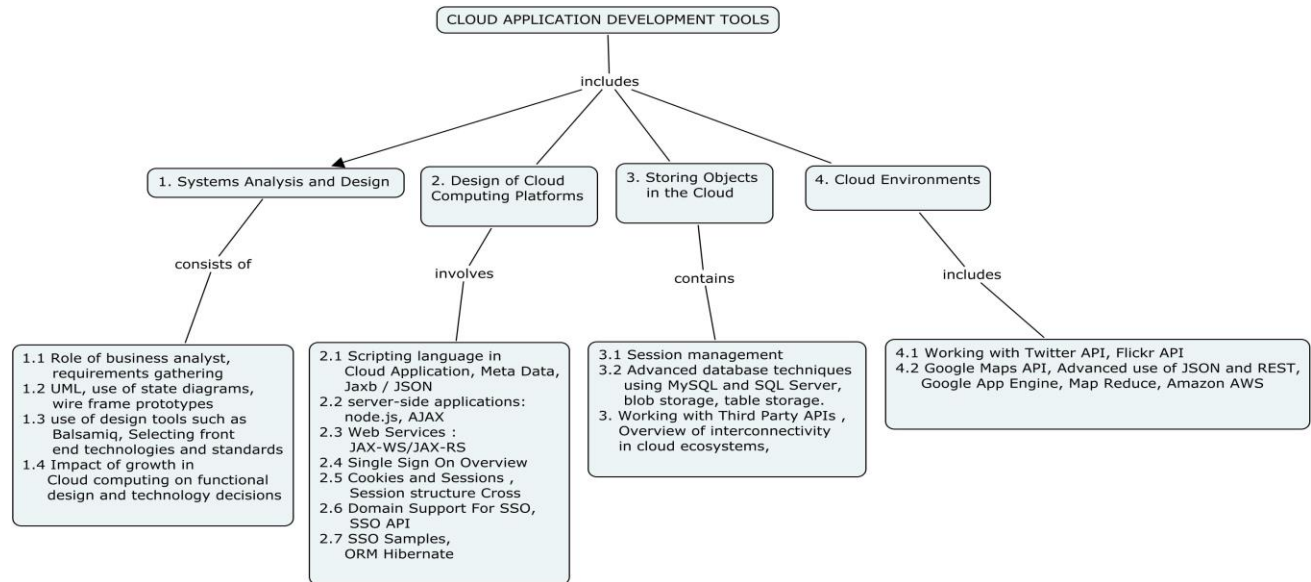 CLOUD APPLICATION DEVELOPMENT TOOLS
includes
1. Systems Analysis and Design
2. Design of Cloud
Computing Platforms
3. Storing Objects
in the Cloud
4. Cloud Environments
consists of
involves
contains
includes
1.1 Role of business analyst,
requirements gathering
1.2 UML, use of state diagrams,
wire frame prototypes
1.3 use of design tools such as
Balsamiq, Selecting front
end technologies and standards
1.4 Impact of growth in
Cloud computing on functional
design and technology decisions
2.1 Scripting language in
Cloud Application, Meta Data,
Jaxb / JSON
2.2 server-side applications:
node.js, AJAX
2.3 Web Services :
JAX-WS/JAX-RS
2.4 Single Sign On Overview
2.5 Cookies and Sessions ,
Session structure Cross
2.6 Domain Support For SSO,
SSO API
2.7 SSO Samples,
ORM Hibernate
3.1 Session management
3.2 Advanced database techniques
using MySQL and SQL Server,
blob storage, table storage.
3. Working with Third Party APIs ,
Overview of interconnectivity
in cloud ecosystems,
4.1 Working with Twitter API, Flickr API
4.2 Google Maps API, Advanced use of JSON and REST,
Google App Engine, Map Reduce, Amazon AWS